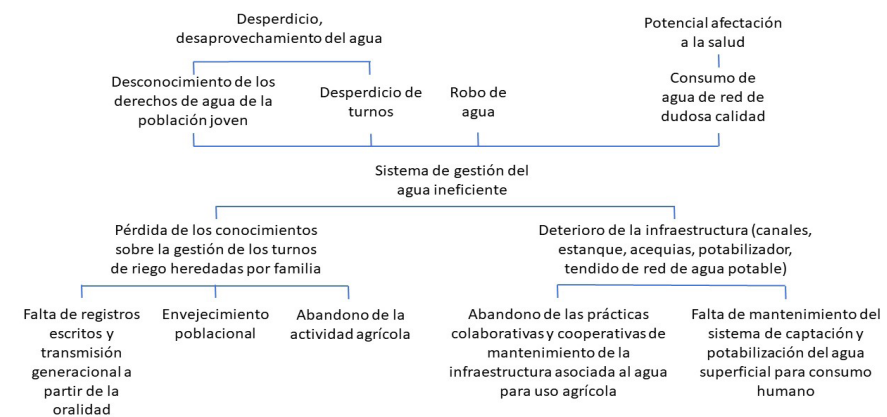 Desperdicio,
desaprovechamiento del agua
Potencial afectación
a la salud
Desconocimiento de los
derechos de agua de la
población joven
Desperdicio de
turnos
Robo de
agua
Consumo de
agua de red de
dudosa calidad
Sistema de gestión del
agua ineficiente
Pérdida de los conocimientos
sobre la gestión de los turnos
de riego heredadas por familia
Deterioro de la infraestructura (canales,
estanque, acequias, potabilizador,
tendido de red de agua potable)
Falta de registros
escritos y
transmisión
generacional a
partir de la
oralidad
Envejecimiento
poblacional
Abandono de la
actividad agrícola
Abandono de las prácticas
colaborativas y cooperativas de
mantenimiento de la
infraestructura asociada al agua
para uso agrícola
Falta de mantenimiento del
sistema de captación y
potabilización del agua
superficial para consumo
humano